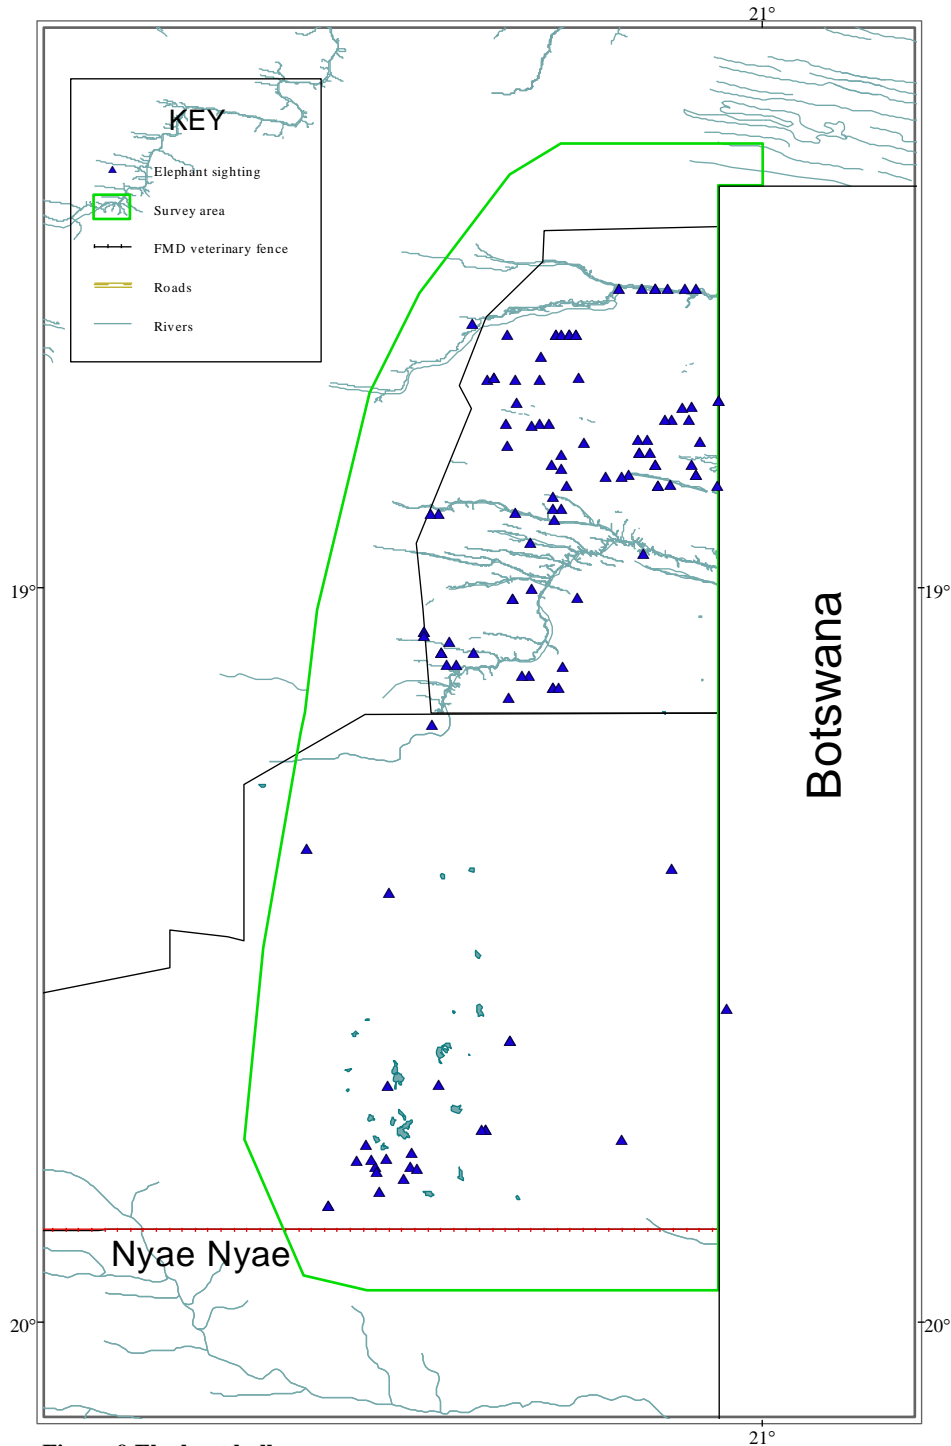 21°
KEY
Elephant sighting
Survey area
FMD veterinary fence
Roads
Rivers
19°
19°
Botswana
Nyae Nyae
20°
20°
21°